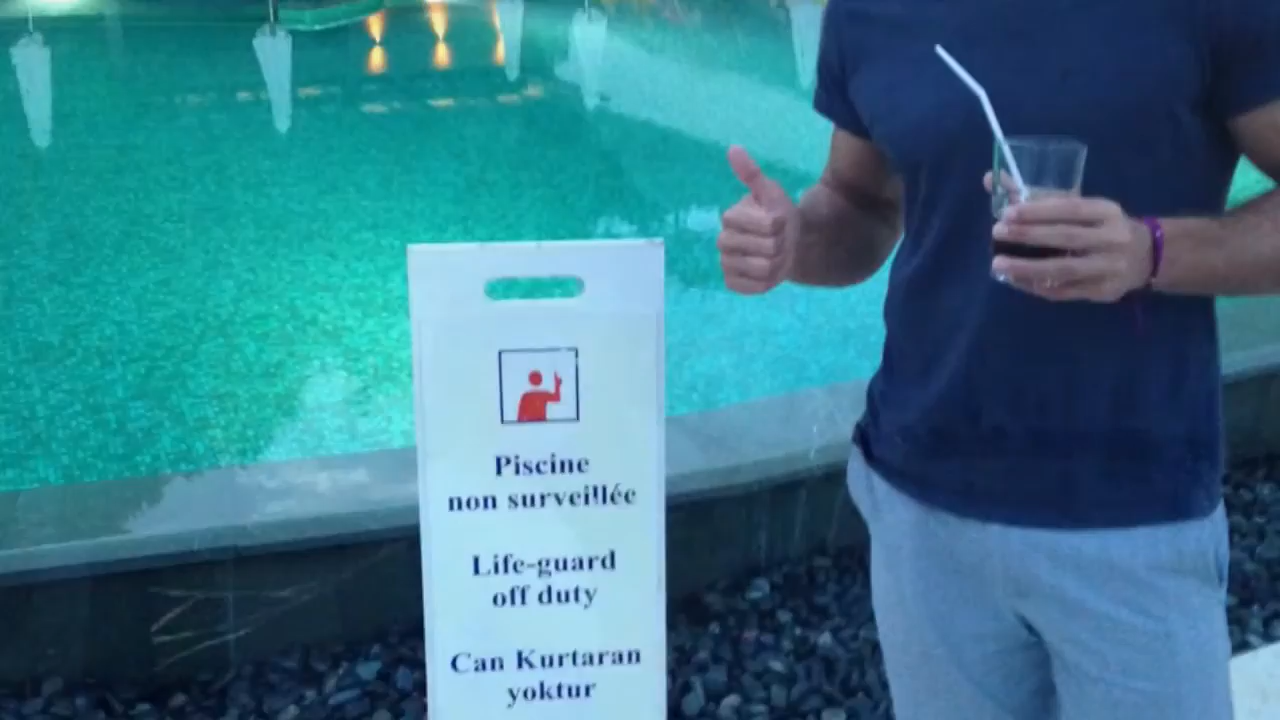 Piscine
non surveillée
Life-guard
off duty
Can Kurtaran
yoktur